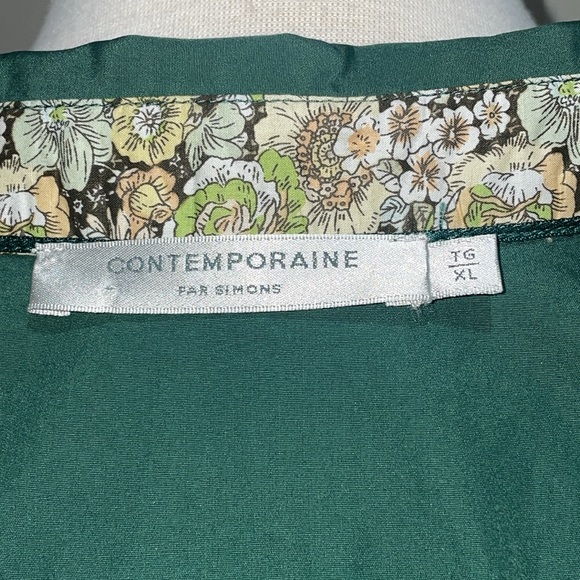 CONTEMPORAINE
PAR SIMONS
TG
XL